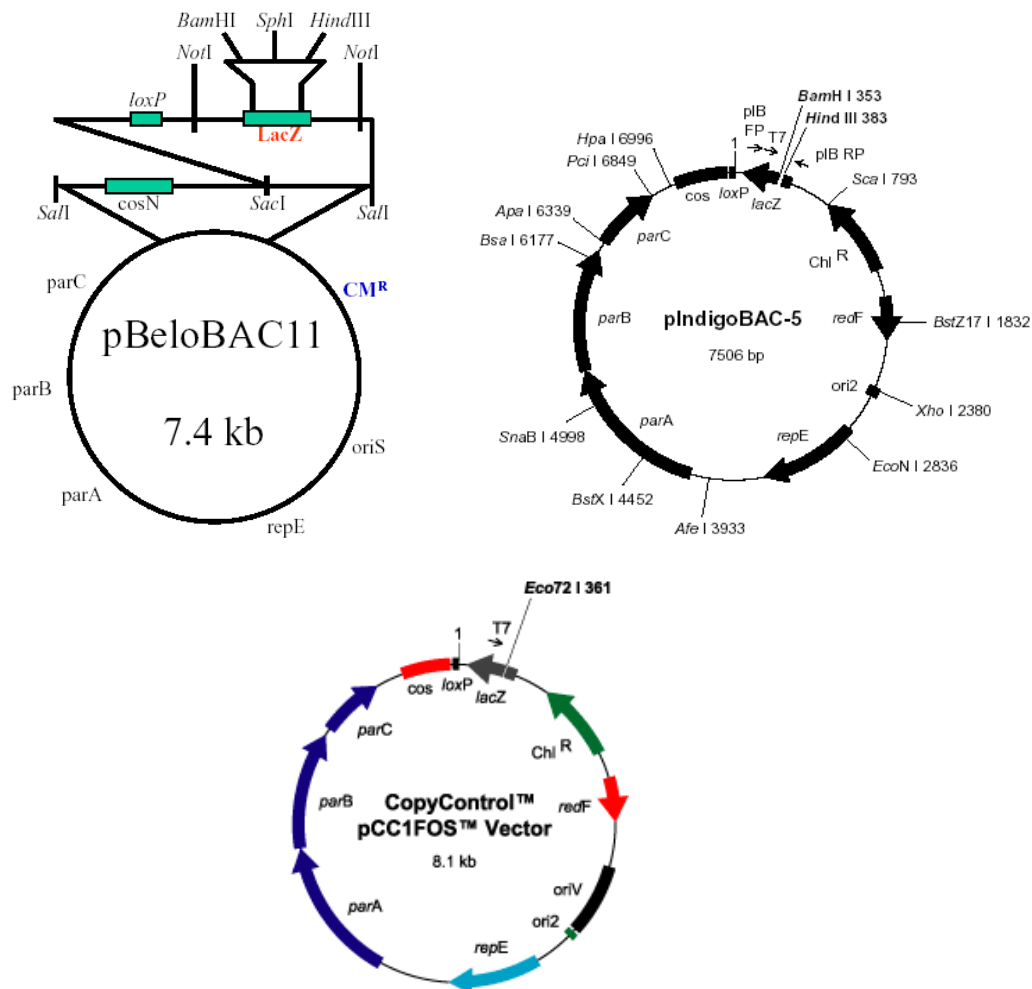 BamHI SphI HindIII
NotI NotI
loxP
LacZ
cosN
SalI SacI SalI
parC
CMR
pBeloBAC11
parB
7.4 kb
oriS
parA
repE
BamH I 353
pIB FP T7
Hind III 383
Hpa I 6996
1
pIB RP
Pci I 6849
Sca I 793
cos loxP lacZ
Apa I 6339
parC
Bsa I 6177
Chl R
parB
pIndigoBAC-5
redF
BstZ17 I 1832
7506 bp
ori2
Xho I 2380
SnaB I 4998
parA
repE
EcoN I 2836
BstX I 4452
Afe I 3933
Eco72 I 361
1
T7
cos loxP lacZ
parC
Chl R
parB
CopyControl™
redF
pCC1FOS™ Vector
8.1 kb
oriV
parA
ori2
repE